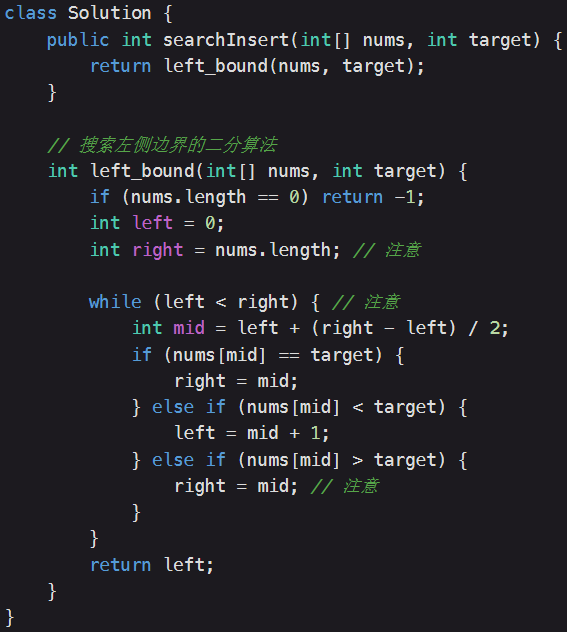 class Solution {
    public int searchInsert(int[] nums, int target) {
        return left_bound(nums, target);
    }

    // 搜索左侧边界的二分算法
    int left_bound(int[] nums, int target) {
        if (nums.length == 0) return -1;
        int left = 0;
        int right = nums.length; // 注意

        while (left < right) { // 注意
            int mid = left + (right - left) / 2;
            if (nums[mid] == target) {
                right = mid;
            } else if (nums[mid] < target) {
                left = mid + 1;
            } else if (nums[mid] > target) {
                right = mid; // 注意
            }
        }
        return left;
    }
}